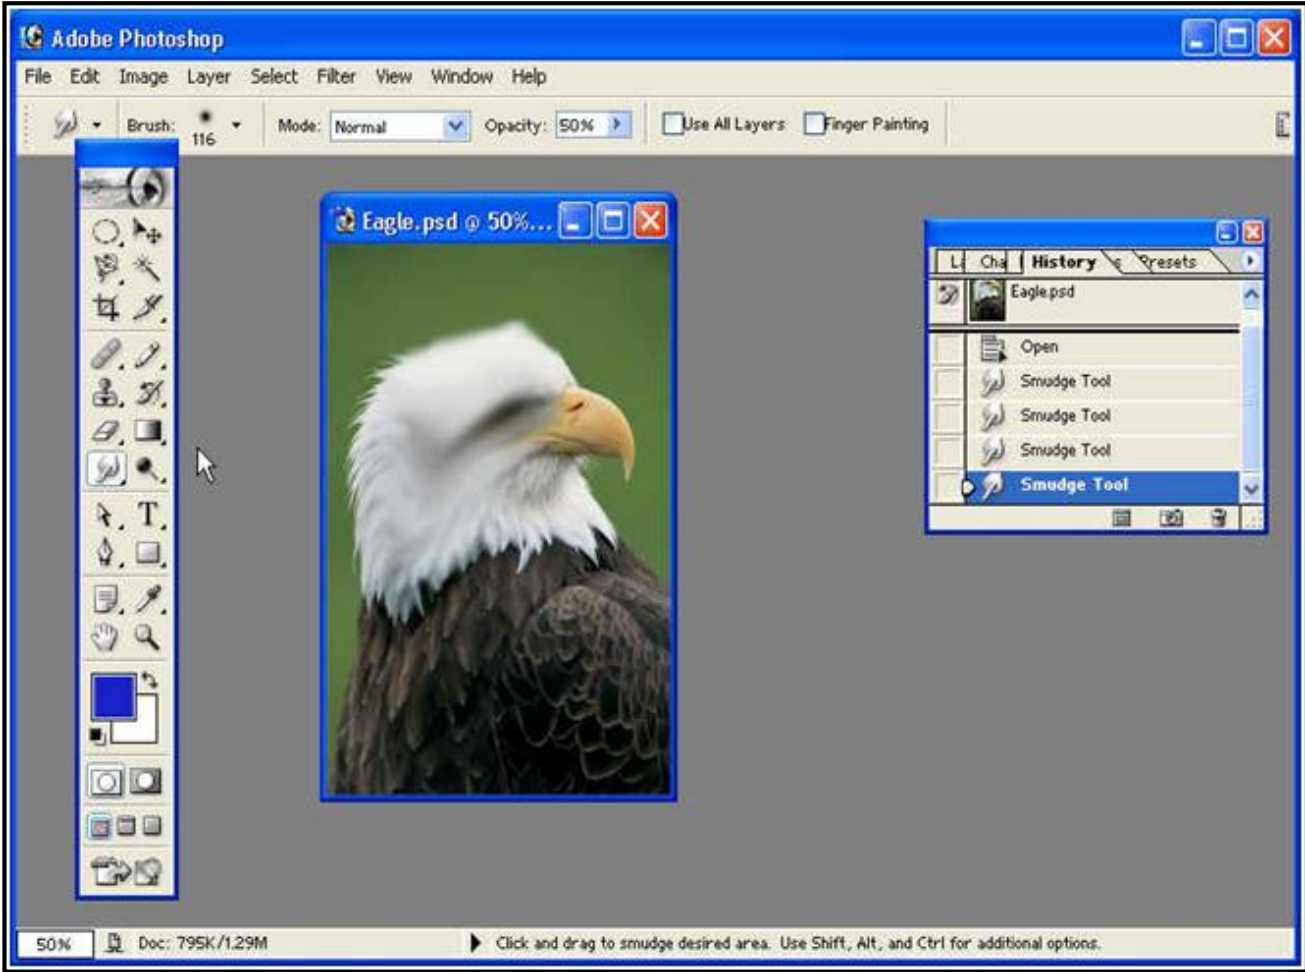 Adobe Photoshop
File Edit Image Layer Select Filter View Window Help
Brush: 116 Mode: Normal Opacity: 50% Use All Layers Finger Painting
Eagle.psd @ 50%...
La Cha History s Presets
Eagle.psd
Open
Smudge Tool
Smudge Tool
Smudge Tool
Smudge Tool
T
50% Doc: 795K/1.29M Click and drag to smudge desired area. Use Shift, Alt, and Ctrl for additional options.